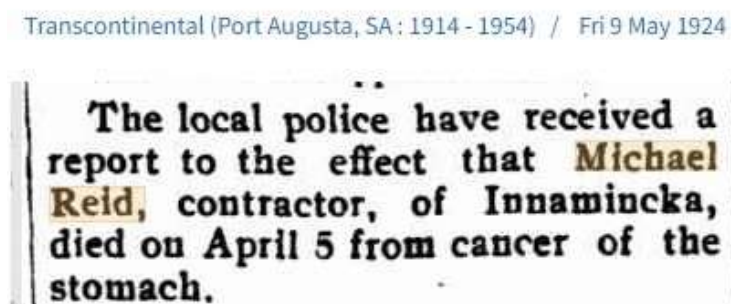 Transcontinental (Port Augusta, SA : 1914 - 1954) / Fri 9 May 1924
The local police have received a
report to the effect that Michael
Reid, contractor, of Innamincka,
died on April 5 from cancer of the
stomach.